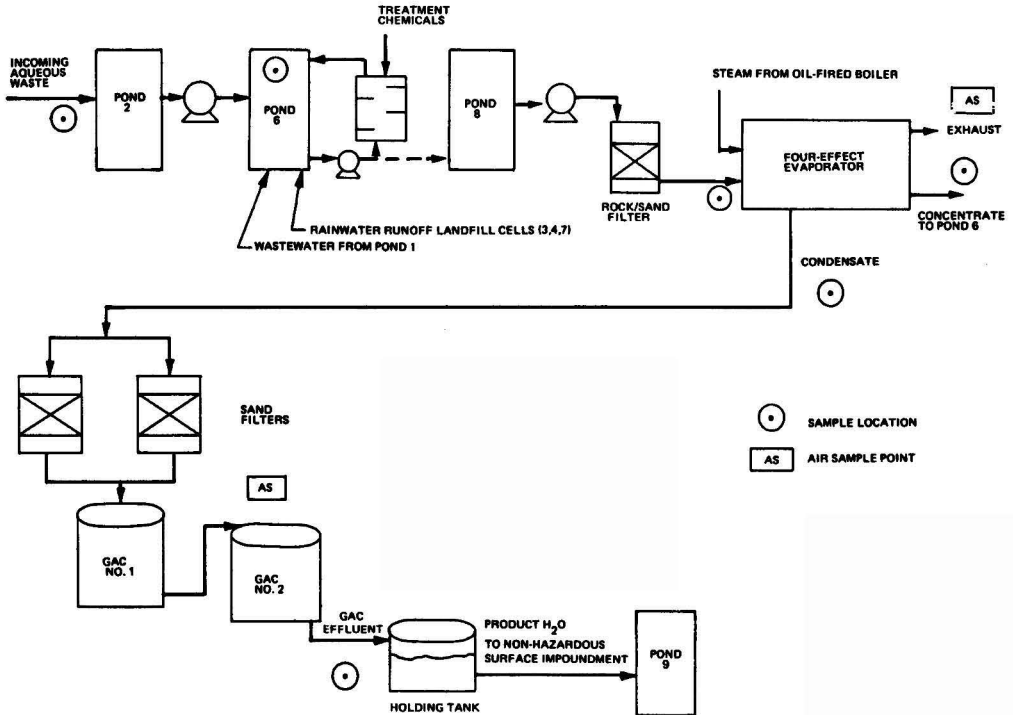 TREATMENT
CHEMICALS
INCOMING
AQUEOUS
WASTE
POND
2
POND
6
POND
8
STEAM FROM OIL-FIRED BOILER
AS
EXHAUST
FOUR-EFFECT
EVAPORATOR
ROCK/SAND
FILTER
CONCENTRATE
TO POND 6
RAINWATER RUNOFF LANDFILL CELLS (3,4,7)
WASTEWATER FROM POND 1
CONDENSATE
SAND
FILTERS
SAMPLE LOCATION
AS
AIR SAMPLE POINT
AS
GAC
NO. 1
GAC
NO. 2
GAC
EFFLUENT
PRODUCT H₂O
TO NON-HAZARDOUS
SURFACE IMPOUNDMENT
POND
9
HOLDING TANK